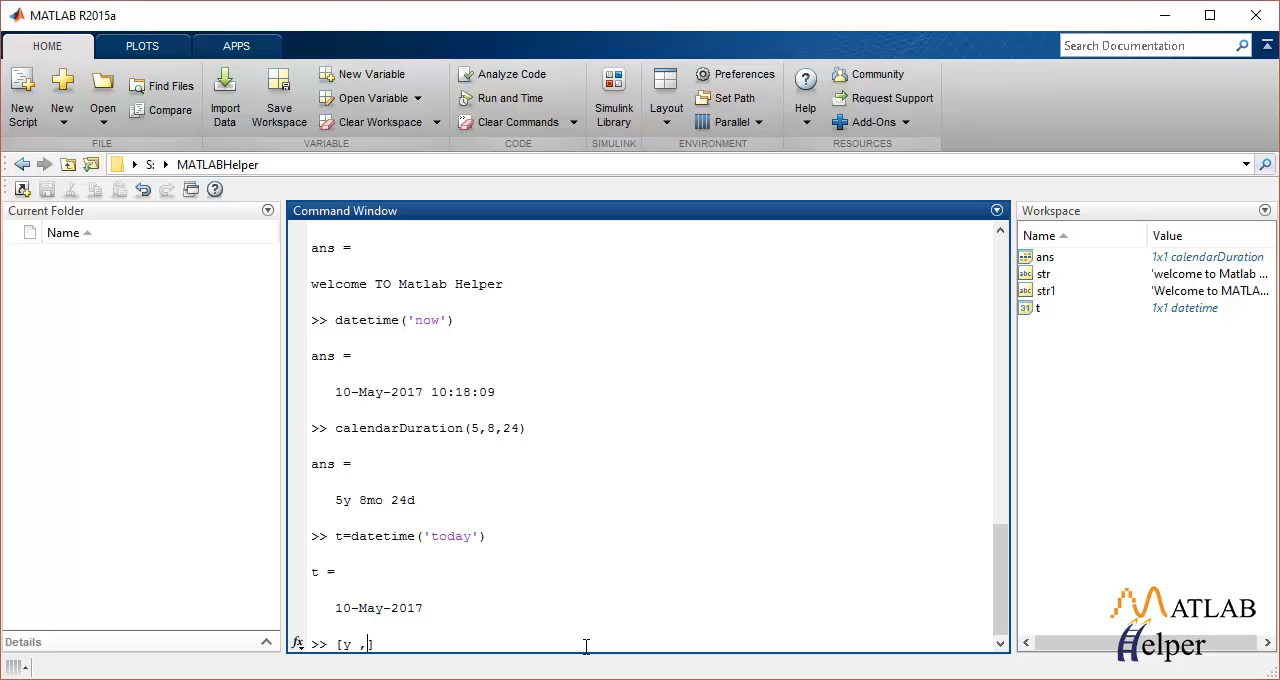 MATLAB R2015a
HOME PLOTS APPS
Search Documentation
New Script
New
Open
Find Files
Compare
Import Data
Save Workspace
New Variable
Open Variable
Clear Workspace
Analyze Code
Run and Time
Clear Commands
Simulink Library
Layout
Preferences
Set Path
Parallel
Help
Community
Request Support
Add-Ons
FILE VARIABLE CODE SIMULINK ENVIRONMENT RESOURCES
S: MATLABHelper
Current Folder
Name
Details
Command Window
ans =
welcome TO Matlab Helper
>> datetime('now')
ans =
10-May-2017 10:18:09
>> calendarDuration(5,8,24)
ans =
5y 8mo 24d
>> t=datetime('today')
t =
10-May-2017
fx >> [y ,]
Workspace
Name Value
ans 1x1 calendarDuration
str 'welcome to Matlab ...
str1 'Welcome to MATLA...
t 1x1 datetime
MATLAB
Helper